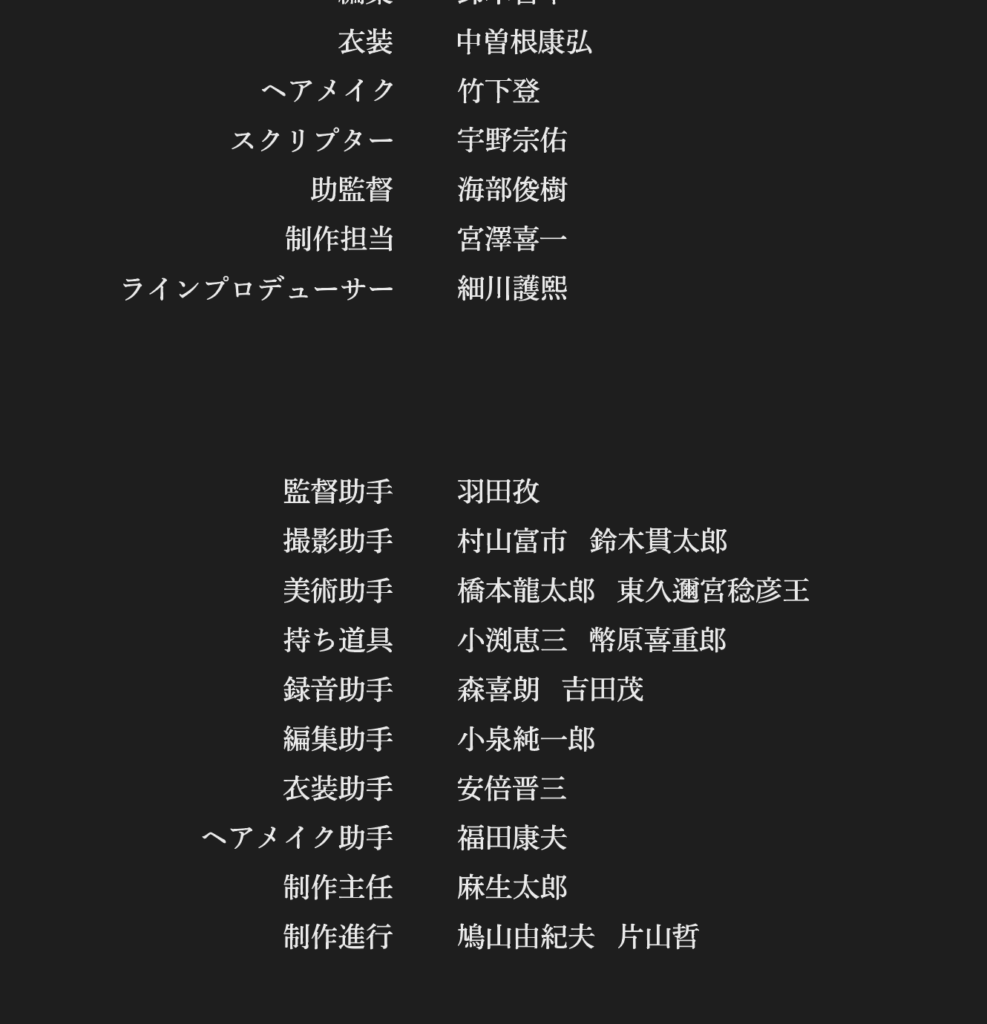 衣装 中曽根康弘
ヘアメイク 竹下登
スクリプター 宇野宗佑
助監督 海部俊樹
制作担当 宮澤喜一
ラインプロデューサー 細川護熙
監督助手 羽田孜
撮影助手 村山富市 鈴木貫太郎
美術助手 橋本龍太郎 東久邇宮稔彦王
持ち道具 小渕恵三 幣原喜重郎
録音助手 森喜朗 吉田茂
編集助手 小泉純一郎
衣装助手 安倍晋三
ヘアメイク助手 福田康夫
制作主任 麻生太郎
制作進行 鳩山由紀夫 片山哲